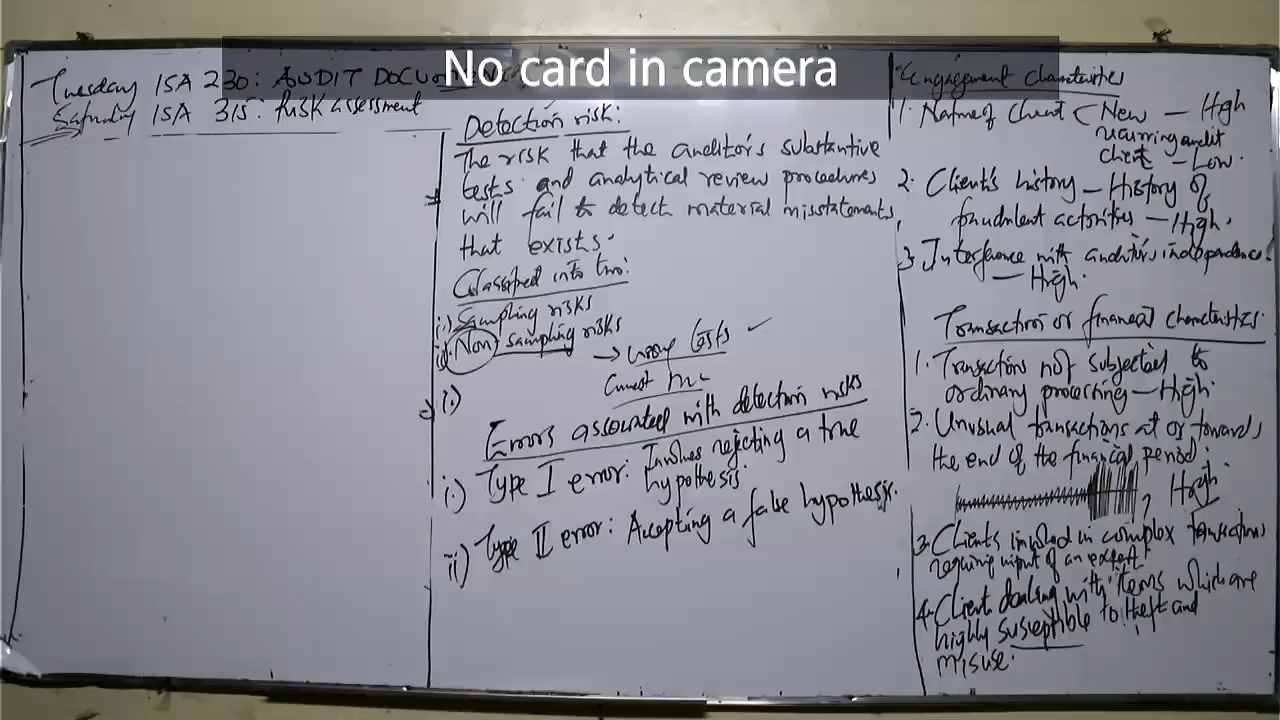 No card in camera
Tuesday ISA 230: AUDIT DOCUMEN
Saturday ISA 315: Risk Assessment
Detection risk:
The risk that the auditor's substantive
tests and analytical review procedures
will fail to detect material misstatements
that exists.
Classified into two:
i) Sampling risks
ii) Non sampling risks
→ wrong tests ✓
i)
Errors associated with detection risks
i.) Type I error: Involves rejecting a true
hypothesis.
ii) Type II error: Accepting a false hypothesis.
Engagement characteristics
1. Nature of client < New — High
recurring audit
client — Low.
2. Client's history — History of
fraudulent activities — High.
3. Interference with auditor's independence.
— High.
Transaction or financial characteristics.
1. Transactions not subjected to
ordinary processing — High.
2. Unusual transactions at or towards
the end of the financial period.
High.
3. Clients involved in complex transactions
requiring input of an expert
4. Client dealing with items which are
highly susceptible to theft and
misuse.